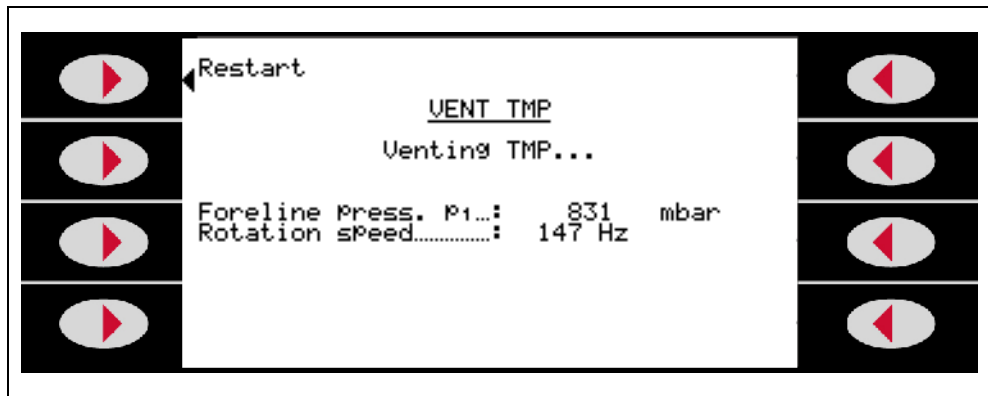 Restart
VENT TMP
Venting TMP...
Foreline Press. P1…: 831 mbar
Rotation speed……………: 147 Hz